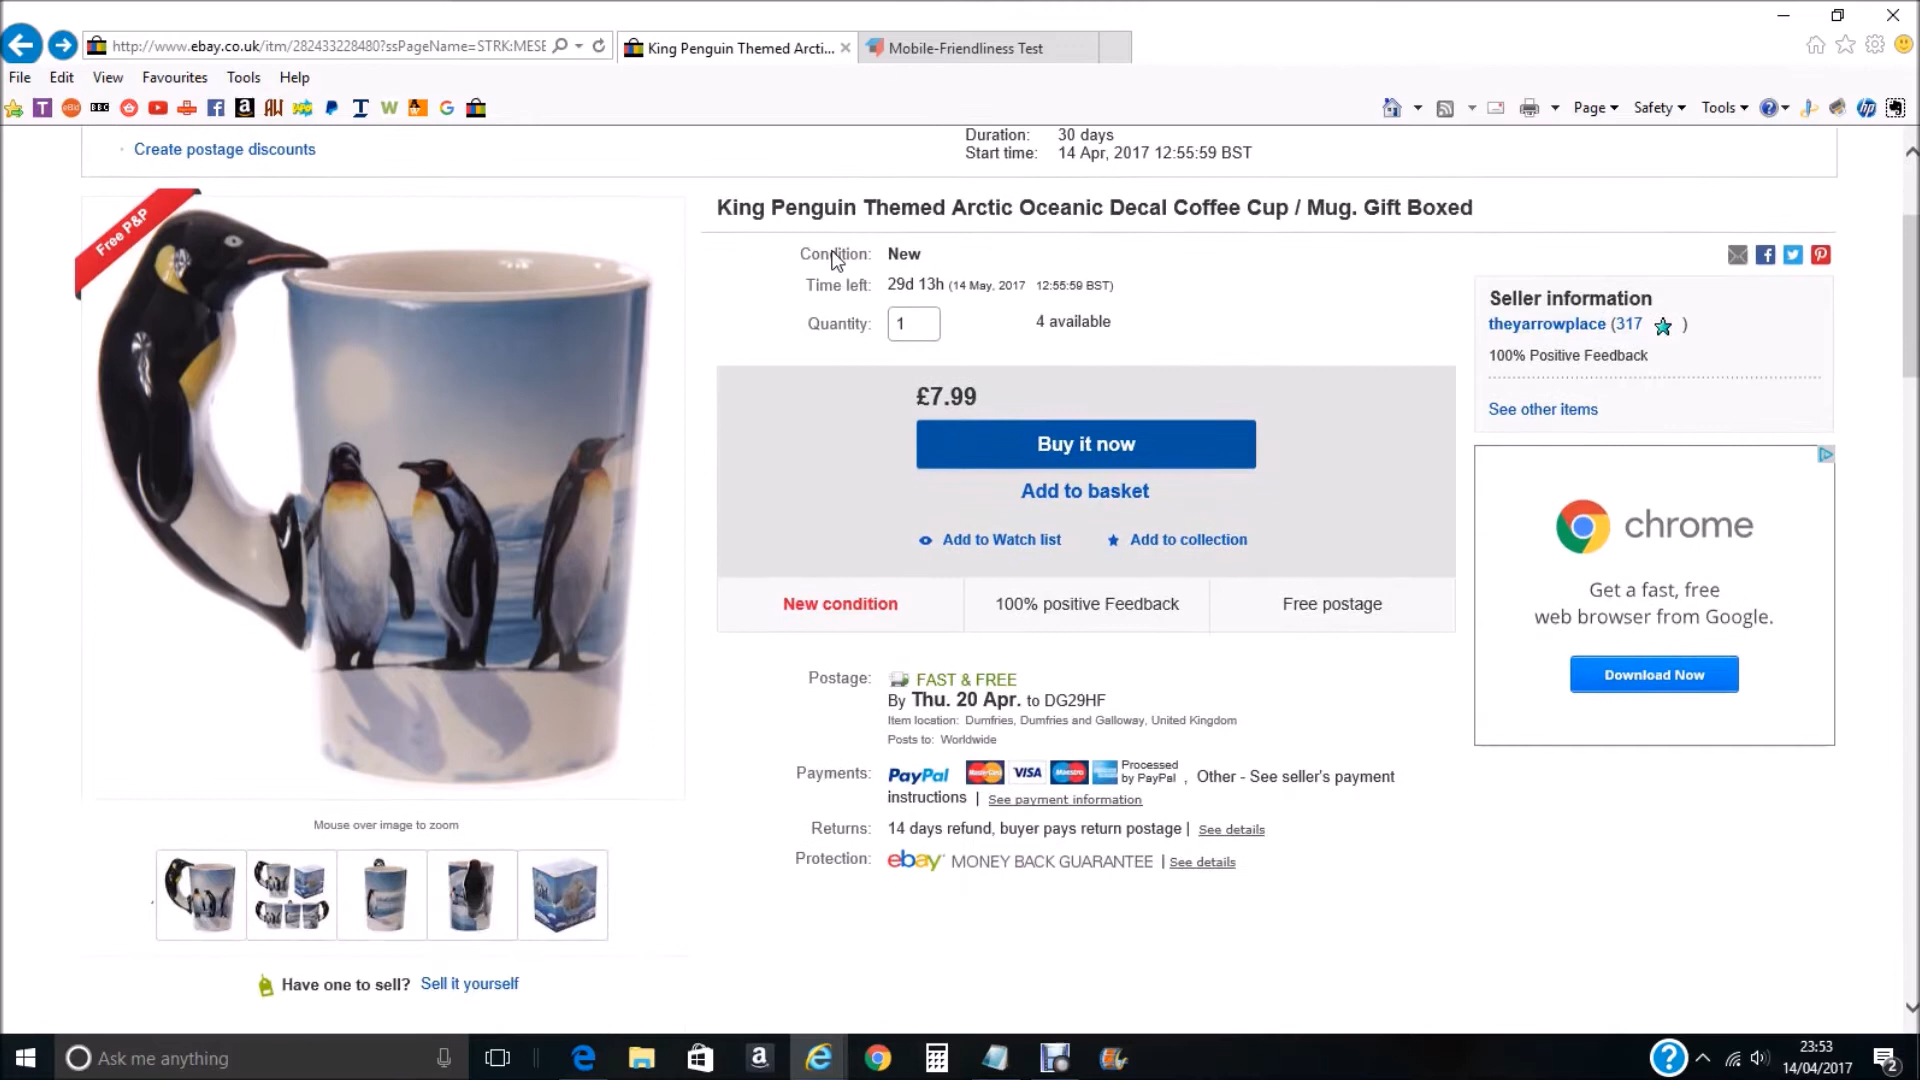 http://www.ebay.co.uk/itm/282433228480?ssPageName=STRK:MESE
King Penguin Themed Arcti...
Mobile-Friendliness Test
File Edit View Favourites Tools Help
T eBid BBC a T W G
Page Safety Tools
Create postage discounts
Duration: 30 days
Start time: 14 Apr, 2017 12:55:59 BST
Free P&P
King Penguin Themed Arctic Oceanic Decal Coffee Cup / Mug. Gift Boxed
Condition: New
Time left: 29d 13h (14 May, 2017 12:55:59 BST)
Quantity: 1 4 available
£7.99
Buy it now
Add to basket
Add to Watch list Add to collection
New condition 100% positive Feedback Free postage
Postage: FAST & FREE
By Thu. 20 Apr. to DG29HF
Item location: Dumfries, Dumfries and Galloway, United Kingdom
Posts to: Worldwide
Payments: PayPal MasterCard VISA Maestro Processed by PayPal , Other - See seller's payment
instructions | See payment information
Returns: 14 days refund, buyer pays return postage | See details
Protection: ebay MONEY BACK GUARANTEE | See details
Seller information
theyarrowplace (317 )
100% Positive Feedback
See other items
chrome
Get a fast, free
web browser from Google.
Download Now
Mouse over image to zoom
Have one to sell? Sell it yourself
Ask me anything
23:53
14/04/2017
2